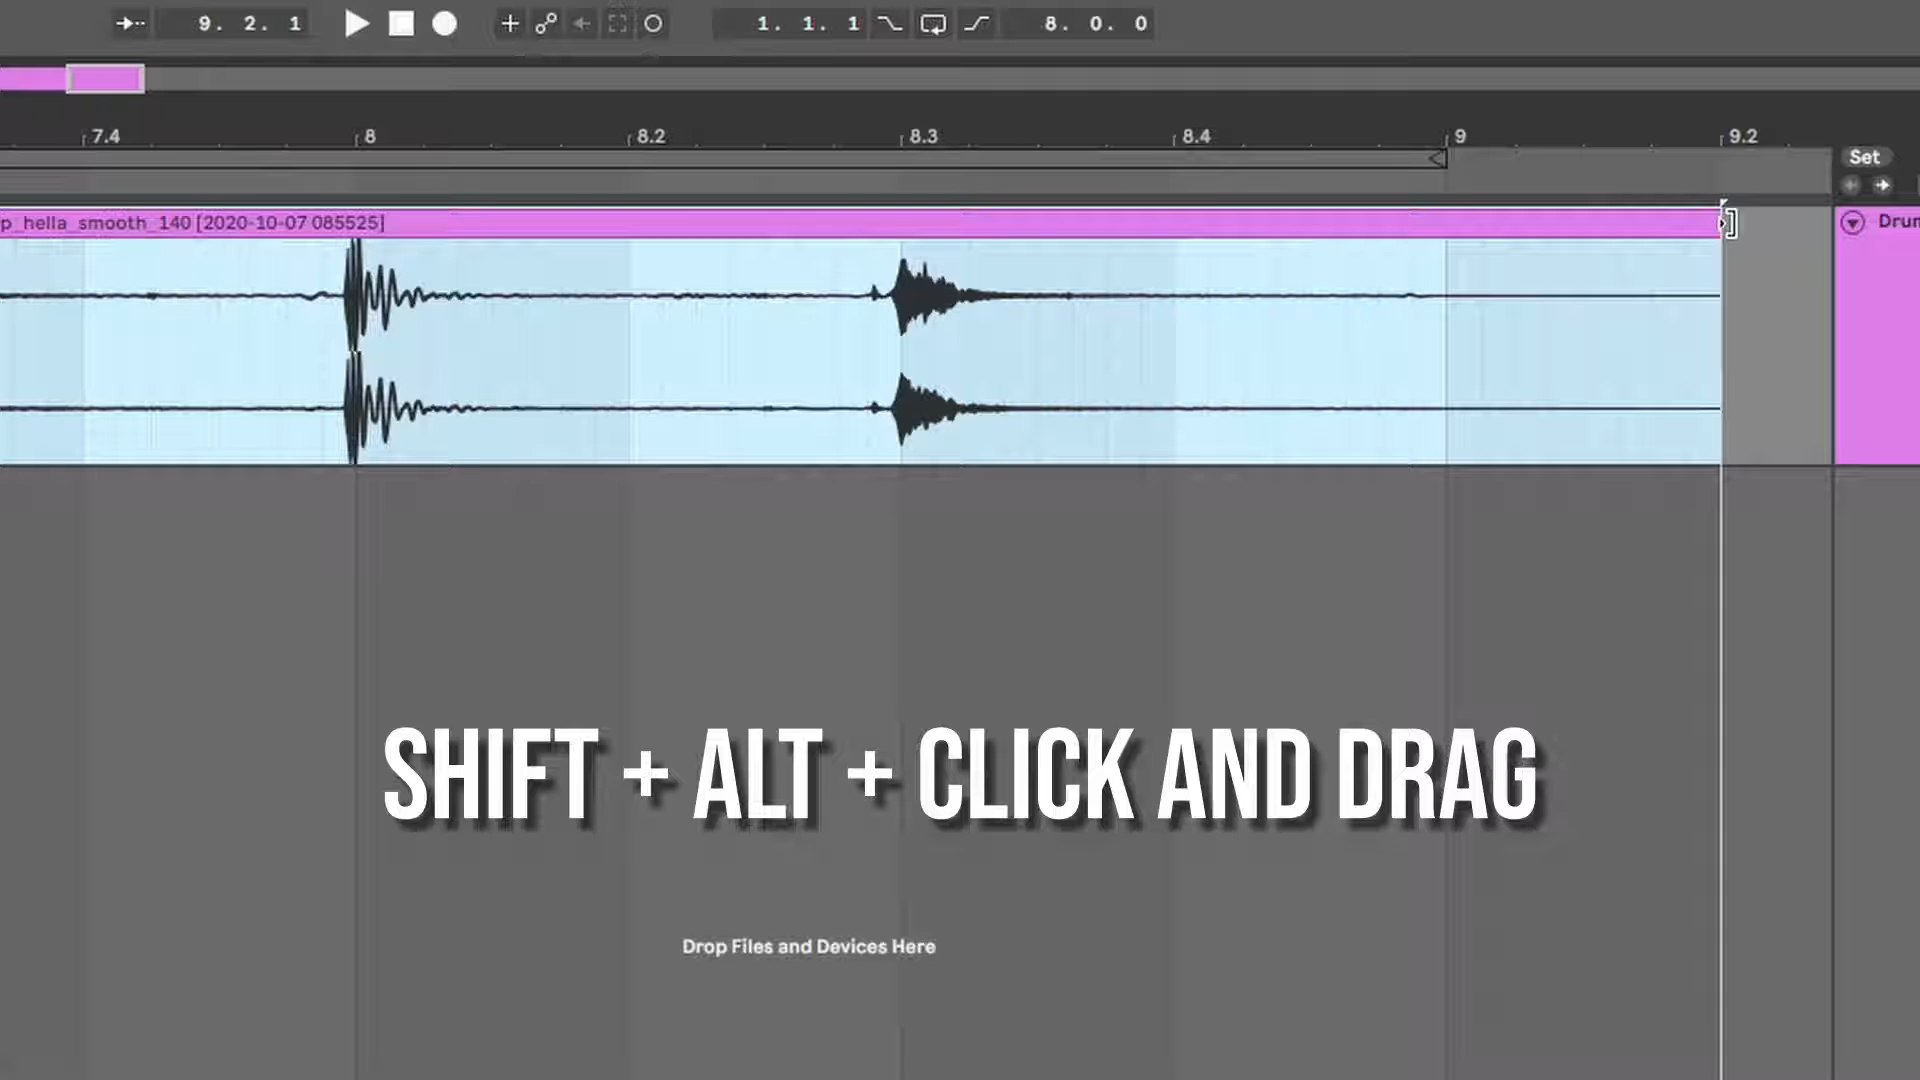 9. 2. 1
1. 1. 1
8. 0. 0
7.4
8
8.2
8.3
8.4
9
9.2
Set
p_hella_smooth_140 [2020-10-07 085525]
Drun
SHIFT + ALT + CLICK AND DRAG
Drop Files and Devices Here